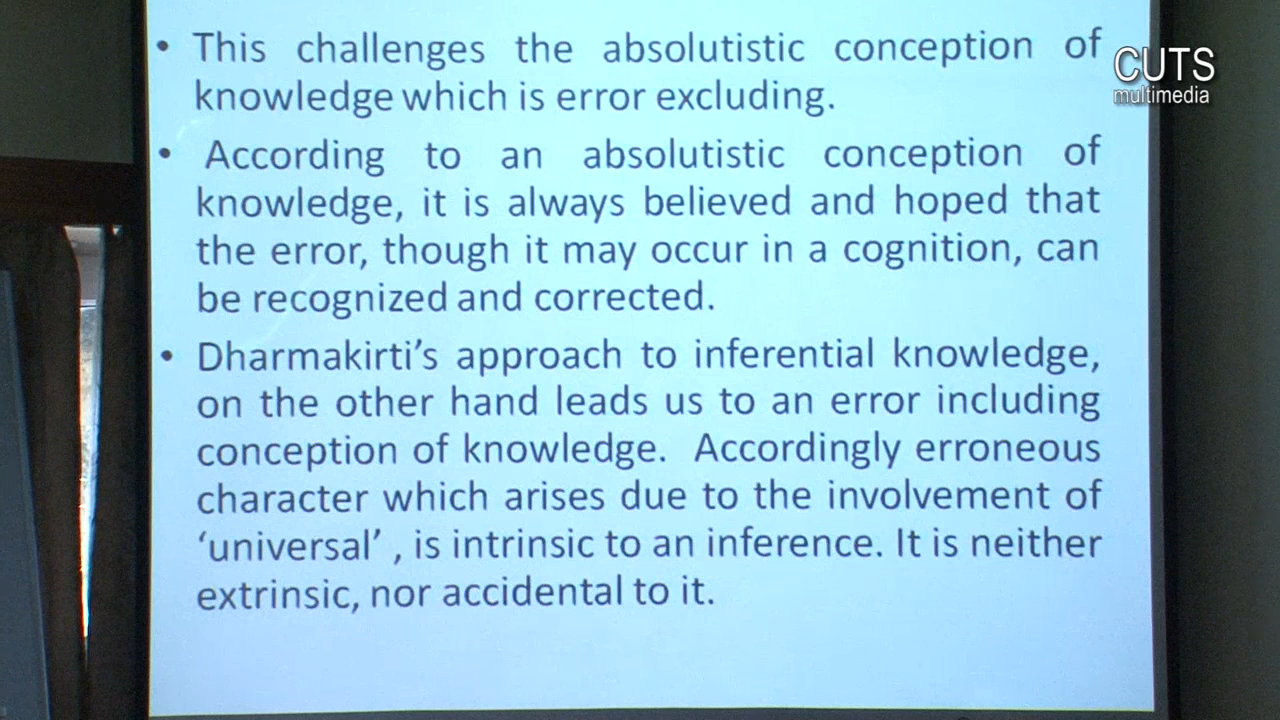 • This challenges the absolutistic conception of
knowledge which is error excluding.
• According to an absolutistic conception of
knowledge, it is always believed and hoped that
the error, though it may occur in a cognition, can
be recognized and corrected.
• Dharmakirti’s approach to inferential knowledge,
on the other hand leads us to an error including
conception of knowledge. Accordingly erroneous
character which arises due to the involvement of
‘universal’ , is intrinsic to an inference. It is neither
extrinsic, nor accidental to it.
CUTS
multimedia